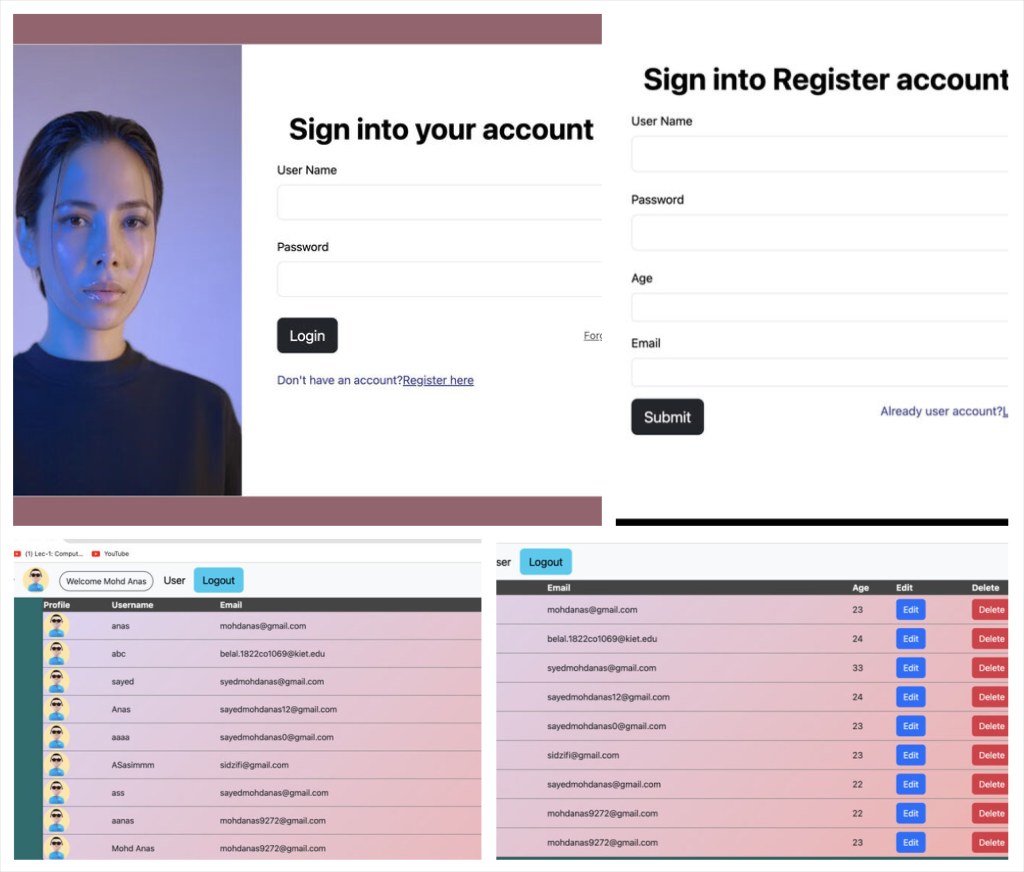 Sign into your account
User Name
Password
Login
Don't have an account?Register here
Sign into Register account
User Name
Password
Age
Email
Submit
Already user account?
(1) Lec-1: Comput... YouTube
Welcome Mohd Anas User Logout
Profile Username Email
anas mohdanas@gmail.com
abc belal.1822co1069@kiet.edu
sayed syedmohdanas@gmail.com
Anas sayedmohdanas12@gmail.com
aaaa sayedmohdanas0@gmail.com
ASasimmm sidzifi@gmail.com
ass sayedmohdanas@gmail.com
aanas mohdanas9272@gmail.com
Mohd Anas mohdanas9272@gmail.com
ser Logout
Email Age Edit Delete
mohdanas@gmail.com 23 Edit Delete
belal.1822co1069@kiet.edu 24 Edit Delete
syedmohdanas@gmail.com 33 Edit Delete
sayedmohdanas12@gmail.com 24 Edit Delete
sayedmohdanas0@gmail.com 23 Edit Delete
sidzifi@gmail.com 23 Edit Delete
sayedmohdanas@gmail.com 22 Edit Delete
mohdanas9272@gmail.com 22 Edit Delete
mohdanas9272@gmail.com 23 Edit Delete